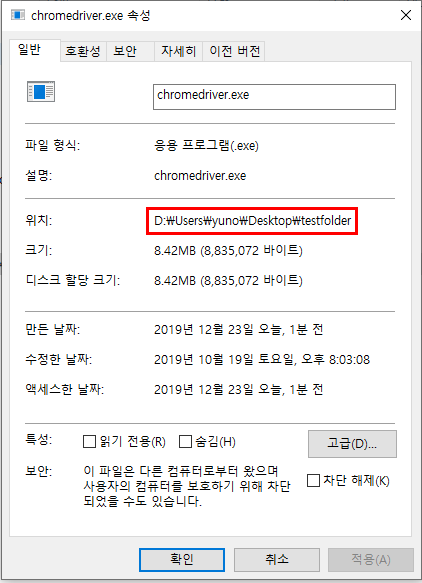 chromedriver.exe 속성
일반 호환성 보안 자세히 이전 버전
chromedriver.exe
파일 형식: 응용 프로그램(.exe)
설명: chromedriver.exe
위치: D:₩Users₩yuno₩Desktop₩testfolder
크기: 8.42MB (8,835,072 바이트)
디스크 할당 크기: 8.42MB (8,835,072 바이트)
만든 날짜: 2019년 12월 23일 오늘, 1분 전
수정한 날짜: 2019년 10월 19일 토요일, 오후 8:03:08
액세스한 날짜: 2019년 12월 23일 오늘, 1분 전
특성: 읽기 전용(R) 숨김(H) 고급(D)...
보안: 이 파일은 다른 컴퓨터로부터 왔으며
사용자의 컴퓨터를 보호하기 위해 차단 차단 해제(K)
되었을 수도 있습니다.
확인 취소 적용(A)